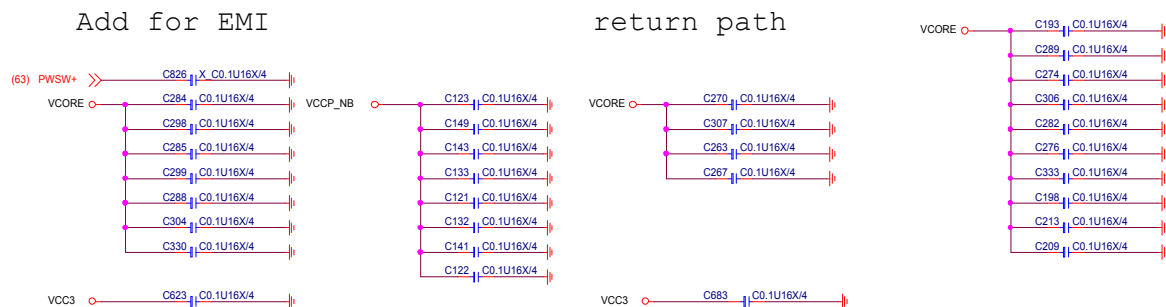 Add for EMI
return path
VCORE C193 C0.1U16X/4
C289 C0.1U16X/4
C274 C0.1U16X/4
C306 C0.1U16X/4
C282 C0.1U16X/4
C276 C0.1U16X/4
C333 C0.1U16X/4
C198 C0.1U16X/4
C213 C0.1U16X/4
C209 C0.1U16X/4
(63) PWSW+ C826 X_C0.1U16X/4
VCORE C284 C0.1U16X/4
C298 C0.1U16X/4
C285 C0.1U16X/4
C299 C0.1U16X/4
C288 C0.1U16X/4
C304 C0.1U16X/4
C330 C0.1U16X/4
VCC3 C623 C0.1U16X/4
VCCP_NB C123 C0.1U16X/4
C149 C0.1U16X/4
C143 C0.1U16X/4
C133 C0.1U16X/4
C121 C0.1U16X/4
C132 C0.1U16X/4
C141 C0.1U16X/4
C122 C0.1U16X/4
VCORE C270 C0.1U16X/4
C307 C0.1U16X/4
C263 C0.1U16X/4
C267 C0.1U16X/4
VCC3 C683 C0.1U16X/4